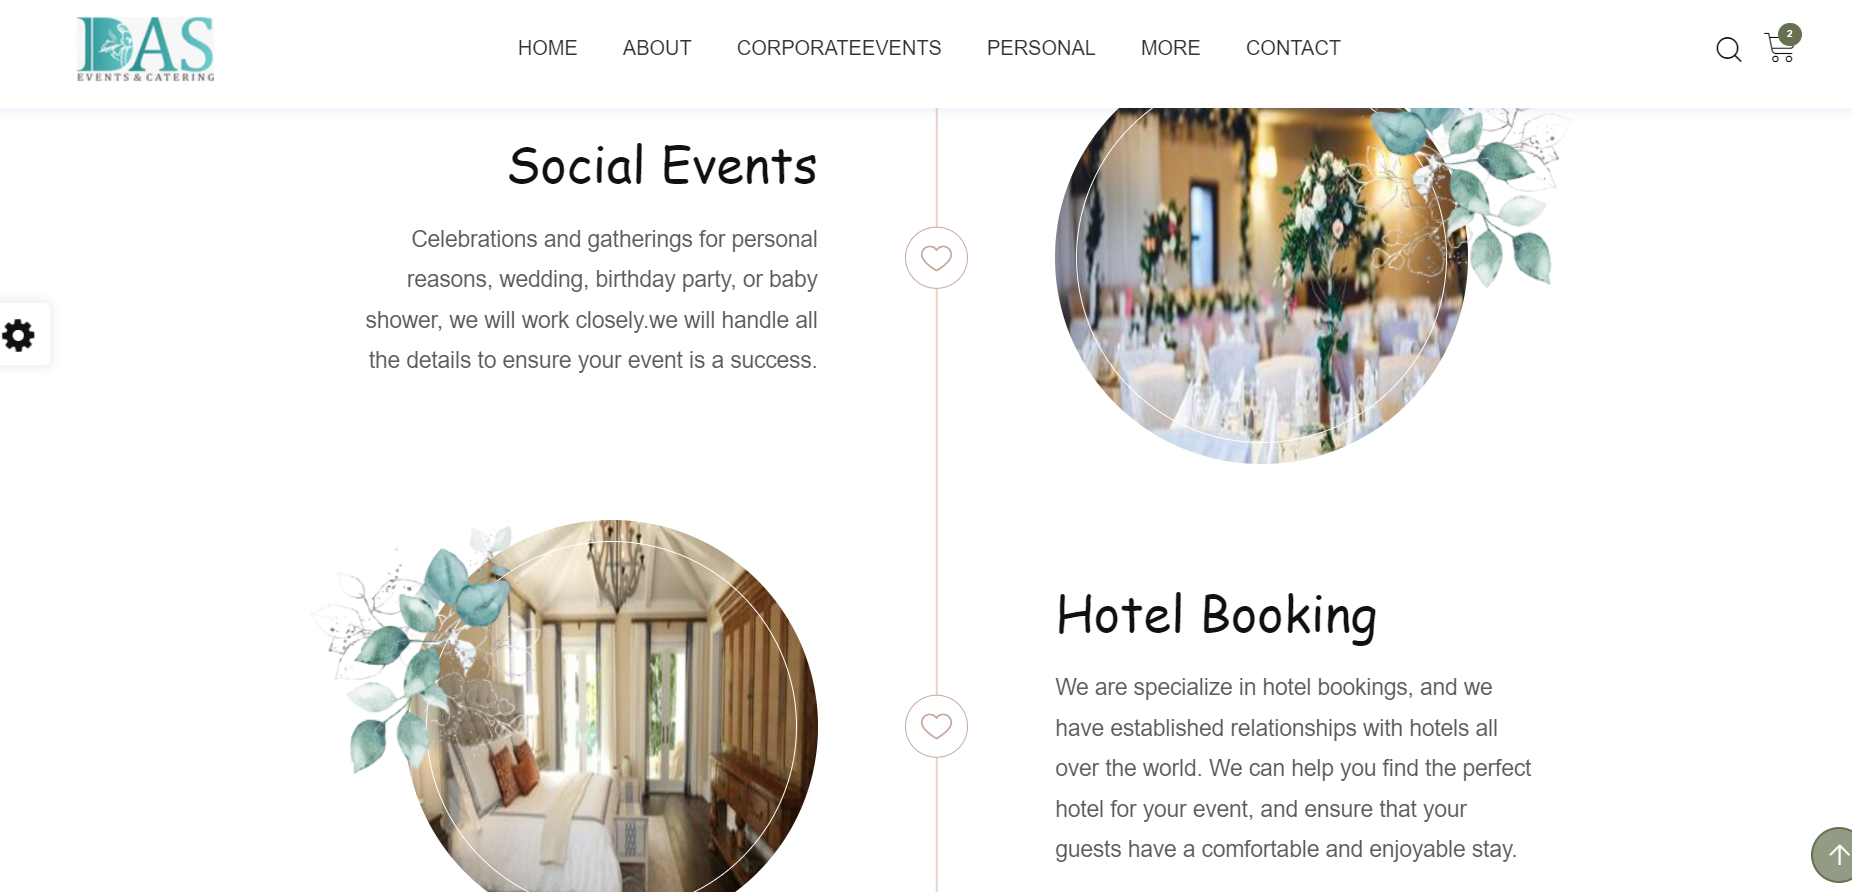 DAS
EVENTS & CATERING
HOME ABOUT CORPORATEEVENTS PERSONAL MORE CONTACT
2
Social Events
Celebrations and gatherings for personal
reasons, wedding, birthday party, or baby
shower, we will work closely.we will handle all
the details to ensure your event is a success.
Hotel Booking
We are specialize in hotel bookings, and we
have established relationships with hotels all
over the world. We can help you find the perfect
hotel for your event, and ensure that your
guests have a comfortable and enjoyable stay.